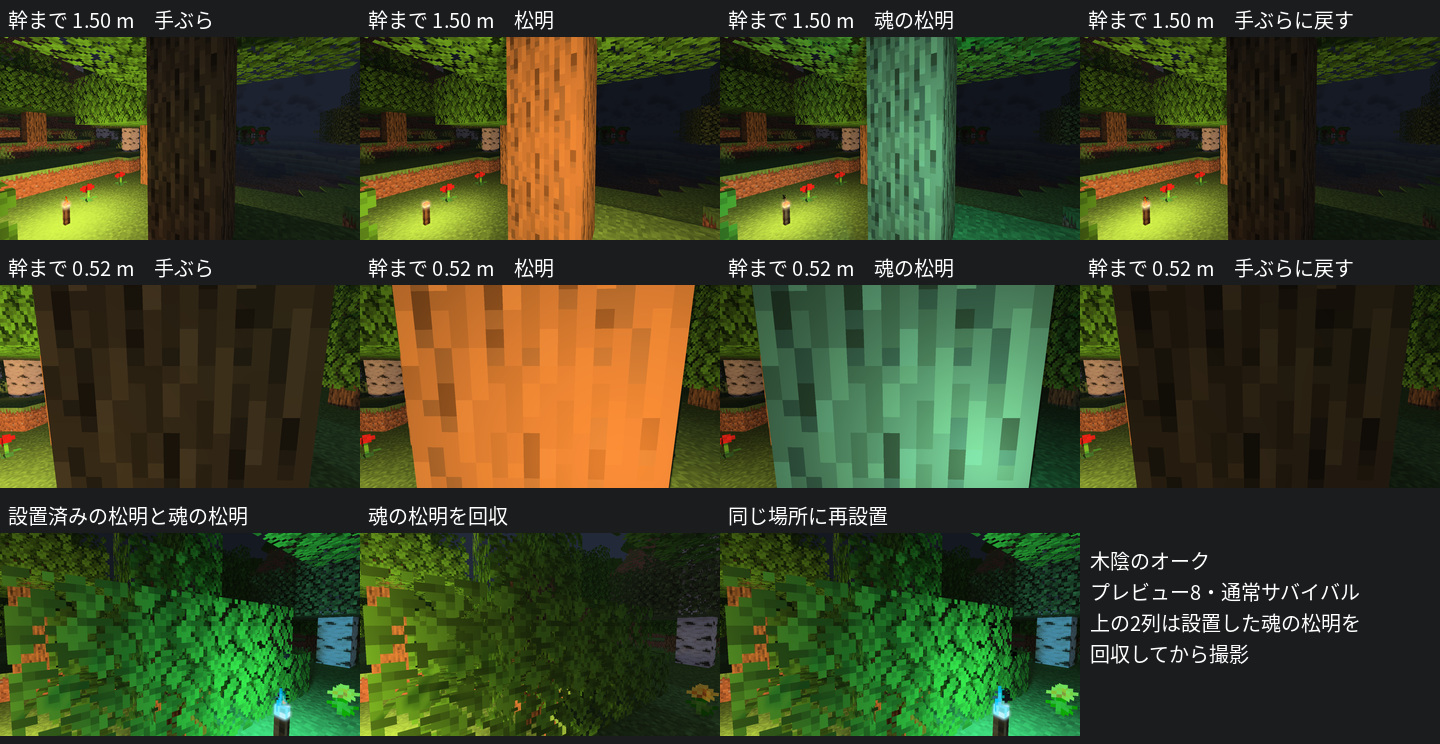 幹まで 1.50 m　手ぶら
幹まで 1.50 m　松明
幹まで 1.50 m　魂の松明
幹まで 1.50 m　手ぶらに戻す
幹まで 0.52 m　手ぶら
幹まで 0.52 m　松明
幹まで 0.52 m　魂の松明
幹まで 0.52 m　手ぶらに戻す
設置済みの松明と魂の松明
魂の松明を回収
同じ場所に再設置
木陰のオーク
プレビュー8・通常サバイバル
上の2列は設置した魂の松明を
回収してから撮影